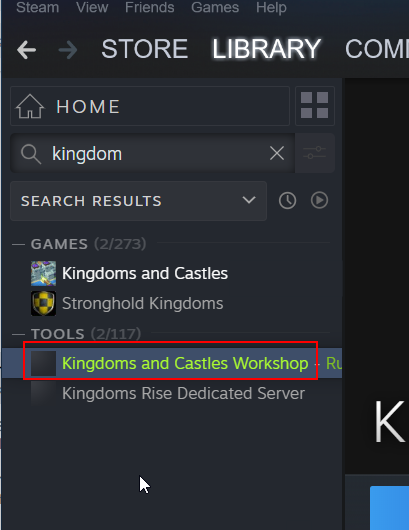 Steam View Friends Games Help
STORE LIBRARY COM
HOME
kingdom
SEARCH RESULTS
— GAMES (2/273)
Kingdoms and Castles
Stronghold Kingdoms
— TOOLS (2/117)
Kingdoms and Castles Workshop - Ru
Kingdoms Rise Dedicated Server
K